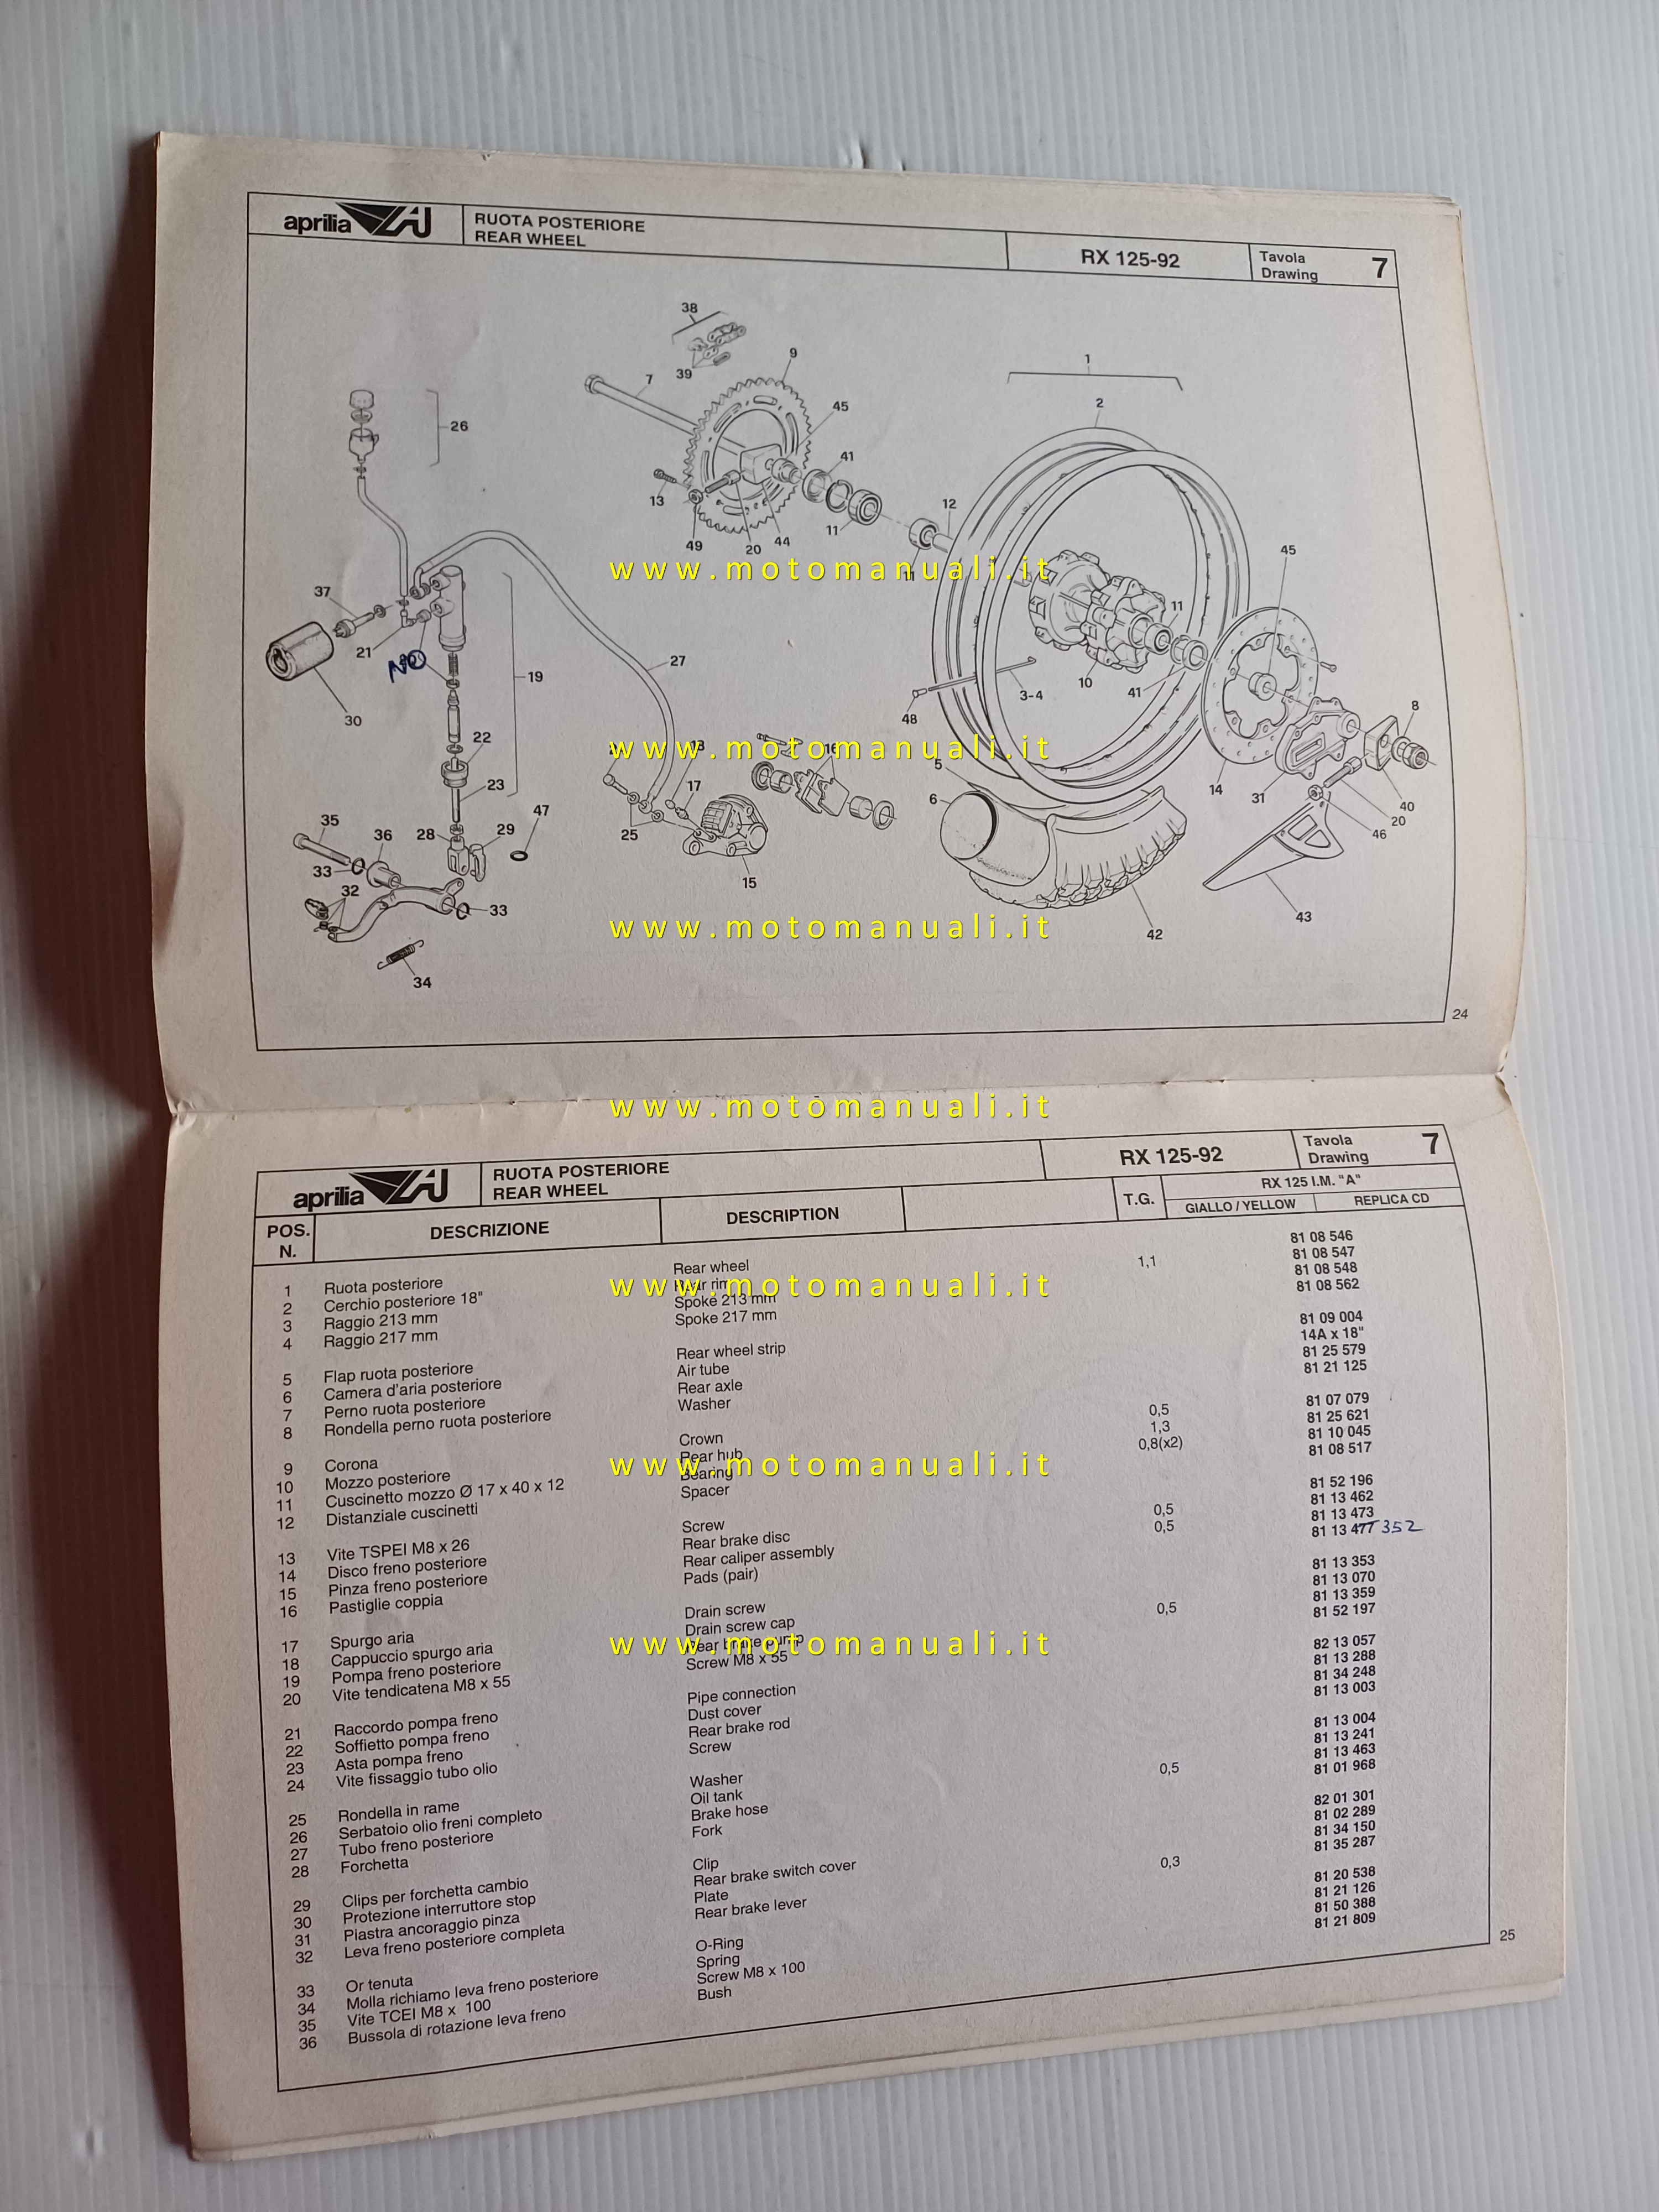 aprilia
RUOTA POSTERIORE
REAR WHEEL
RX 125-92
Tavola
Drawing
7
38
39
7
9
45
41
13
49
20
44
11
11
12
1
2
26
37
21
NO
30
19
22
23
27
35
36
33
32
28
29
47
33
34
18
17
25
15
16
48
3-4
10
11
41
45
5
6
42
14
31
8
40
20
46
43
24
www.motomanuali.it
www.motomanuali.it
www.motomanuali.it
www.motomanuali.it
aprilia
RUOTA POSTERIORE
REAR WHEEL
RX 125-92
Tavola
Drawing
7
POS. N. DESCRIZIONE DESCRIPTION T.G. RX 125 I.M. "A"
GIALLO / YELLOW REPLICA CD
1 Ruota posteriore Rear wheel 1,1 81 08 546
2 Cerchio posteriore 18" Rear rim 81 08 547
3 Raggio 213 mm Spoke 213 mm 81 08 548
4 Raggio 217 mm Spoke 217 mm 81 08 562
5 Flap ruota posteriore Rear wheel strip 81 09 004
6 Camera d'aria posteriore Air tube 14A x 18"
7 Perno ruota posteriore Rear axle 81 25 579
8 Rondella perno ruota posteriore Washer 81 21 125
9 Corona Crown 0,5 81 07 079
10 Mozzo posteriore Rear hub 1,3 81 25 621
11 Cuscinetto mozzo Ø 17 x 40 x 12 Bearing 0,8(x2) 81 10 045
12 Distanziale cuscinetti Spacer 81 08 517
13 Vite TSPEI M8 x 26 Screw 81 52 196
14 Disco freno posteriore Rear brake disc 0,5 81 13 462
15 Pinza freno posteriore Rear caliper assembly 0,5 81 13 473
16 Pastiglie coppia Pads (pair) 81 13 477 352
17 Spurgo aria Drain screw 81 13 353
18 Cappuccio spurgo aria Drain screw cap 81 13 070
19 Pompa freno posteriore Rear brake pump 0,5 81 13 359
20 Vite tendicatena M8 x 55 Screw M8 x 55 81 52 197
21 Raccordo pompa freno Pipe connection 82 13 057
22 Soffietto pompa freno Dust cover 81 13 288
23 Asta pompa freno Rear brake rod 81 34 248
24 Vite fissaggio tubo olio Screw 81 13 003
25 Rondella in rame Washer 81 13 004
26 Serbatoio olio freni completo Oil tank 0,5 81 13 241
27 Tubo freno posteriore Brake hose 81 13 463
28 Forchetta Fork 81 01 968
29 Clips per forchetta cambio Clip 82 01 301
30 Protezione interruttore stop Rear brake switch cover 81 02 289
31 Piastra ancoraggio pinza Plate 0,3 81 34 150
32 Leva freno posteriore completa Rear brake lever 81 35 287
33 Or tenuta O-Ring 81 20 538
34 Molla richiamo leva freno posteriore Spring 81 21 126
35 Vite TCEI M8 x 100 Screw M8 x 100 81 50 388
36 Bussola di rotazione leva freno Bush 81 21 809
25
www.motomanuali.it
www.motomanuali.it
www.motomanuali.it